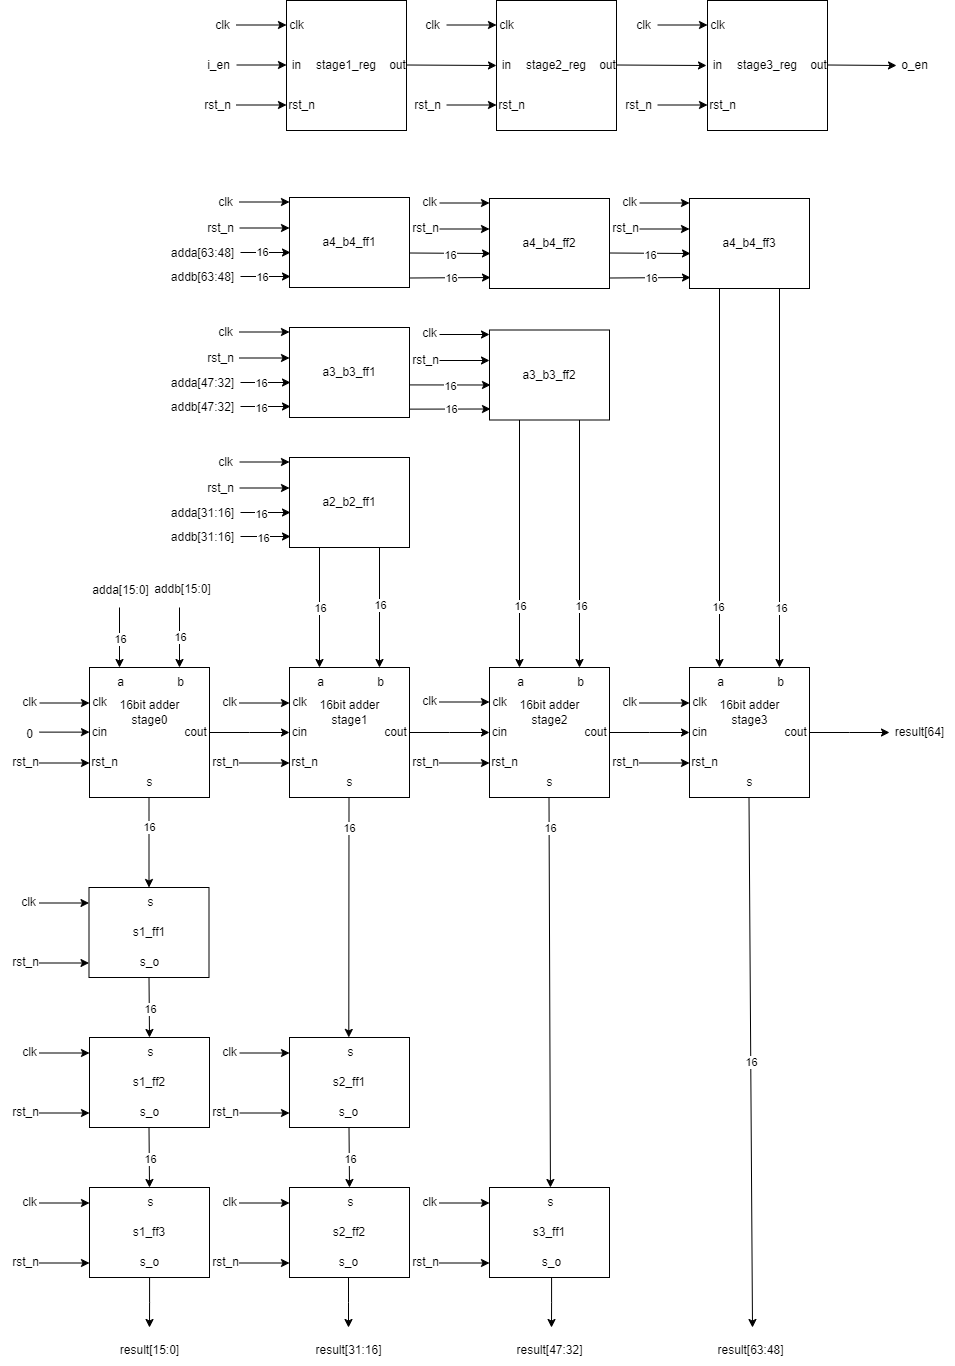 clk clk clk clk clk clk
i_en in stage1_reg out in stage2_reg out in stage3_reg out o_en
rst_n rst_n rst_n rst_n rst_n rst_n
clk clk clk
rst_n rst_n rst_n
a4_b4_ff1 a4_b4_ff2 a4_b4_ff3
adda[63:48] 16 16 16
addb[63:48] 16 16 16
clk clk
rst_n rst_n
a3_b3_ff1 a3_b3_ff2
adda[47:32] 16 16
addb[47:32] 16 16
clk
rst_n
a2_b2_ff1
adda[31:16] 16
addb[31:16] 16
adda[15:0] addb[15:0]
16 16 16 16 16 16
16 16
a b a b a b a b
clk clk 16bit adder clk clk 16bit adder clk clk 16bit adder clk clk 16bit adder
stage0 stage1 stage2 stage3
0 cin cout cin cout cin cout cin cout result[64]
rst_n rst_n rst_n rst_n rst_n rst_n rst_n rst_n
s s s s
16 16 16
clk s
s1_ff1
rst_n s_o
16
clk s clk s
16
s1_ff2 s2_ff1
rst_n s_o rst_n s_o
16 16
clk s clk s clk s
s1_ff3 s2_ff2 s3_ff1
rst_n s_o rst_n s_o rst_n s_o
result[15:0] result[31:16] result[47:32] result[63:48]